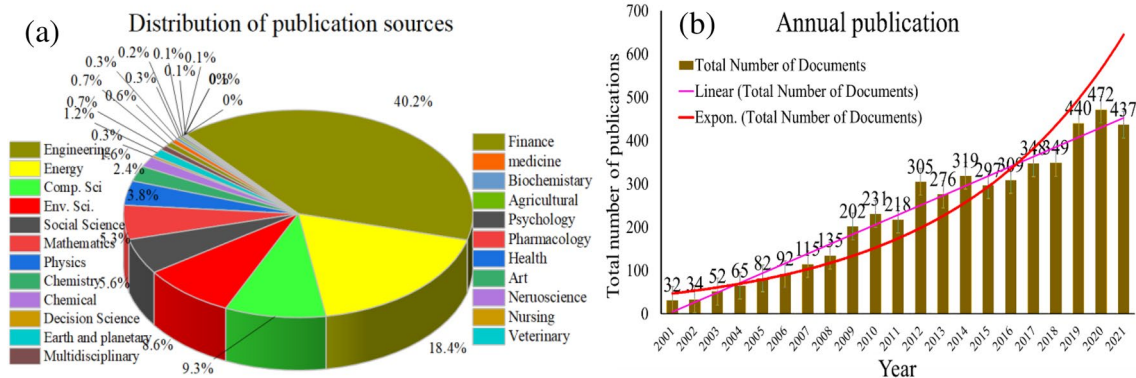 (a)
Distribution of publication sources
0.2%
0.1%
0.1%
0.3%
0.3%
0.1%
0.7%
0.6%
0%
0.7%
1.2%
0.3%
1.6%
2.4%
3.8%
5.3%
5.6%
8.6%
9.3%
18.4%
40.2%
Engineering
Energy
Comp. Sci
Env. Sci.
Social Science
Mathematics
Physics
Chemistry
Chemical
Decision Science
Earth and planetary
Multidisciplinary
Finance
medicine
Biochemistary
Agricultural
Psychology
Pharmacology
Health
Art
Neruoscience
Nursing
Veterinary
(b)
Annual publication
Total Number of Documents
Linear (Total Number of Documents)
Expon. (Total Number of Documents)
Total number of publications
700
600
500
400
300
200
100
0
32
34
52
65
82
92
115
135
202
231
218
305
276
319
297
309
348
349
440
472
437
2001
2002
2003
2004
2005
2006
2007
2008
2009
2010
2011
2012
2013
2014
2015
2016
2017
2018
2019
2020
2021
Year